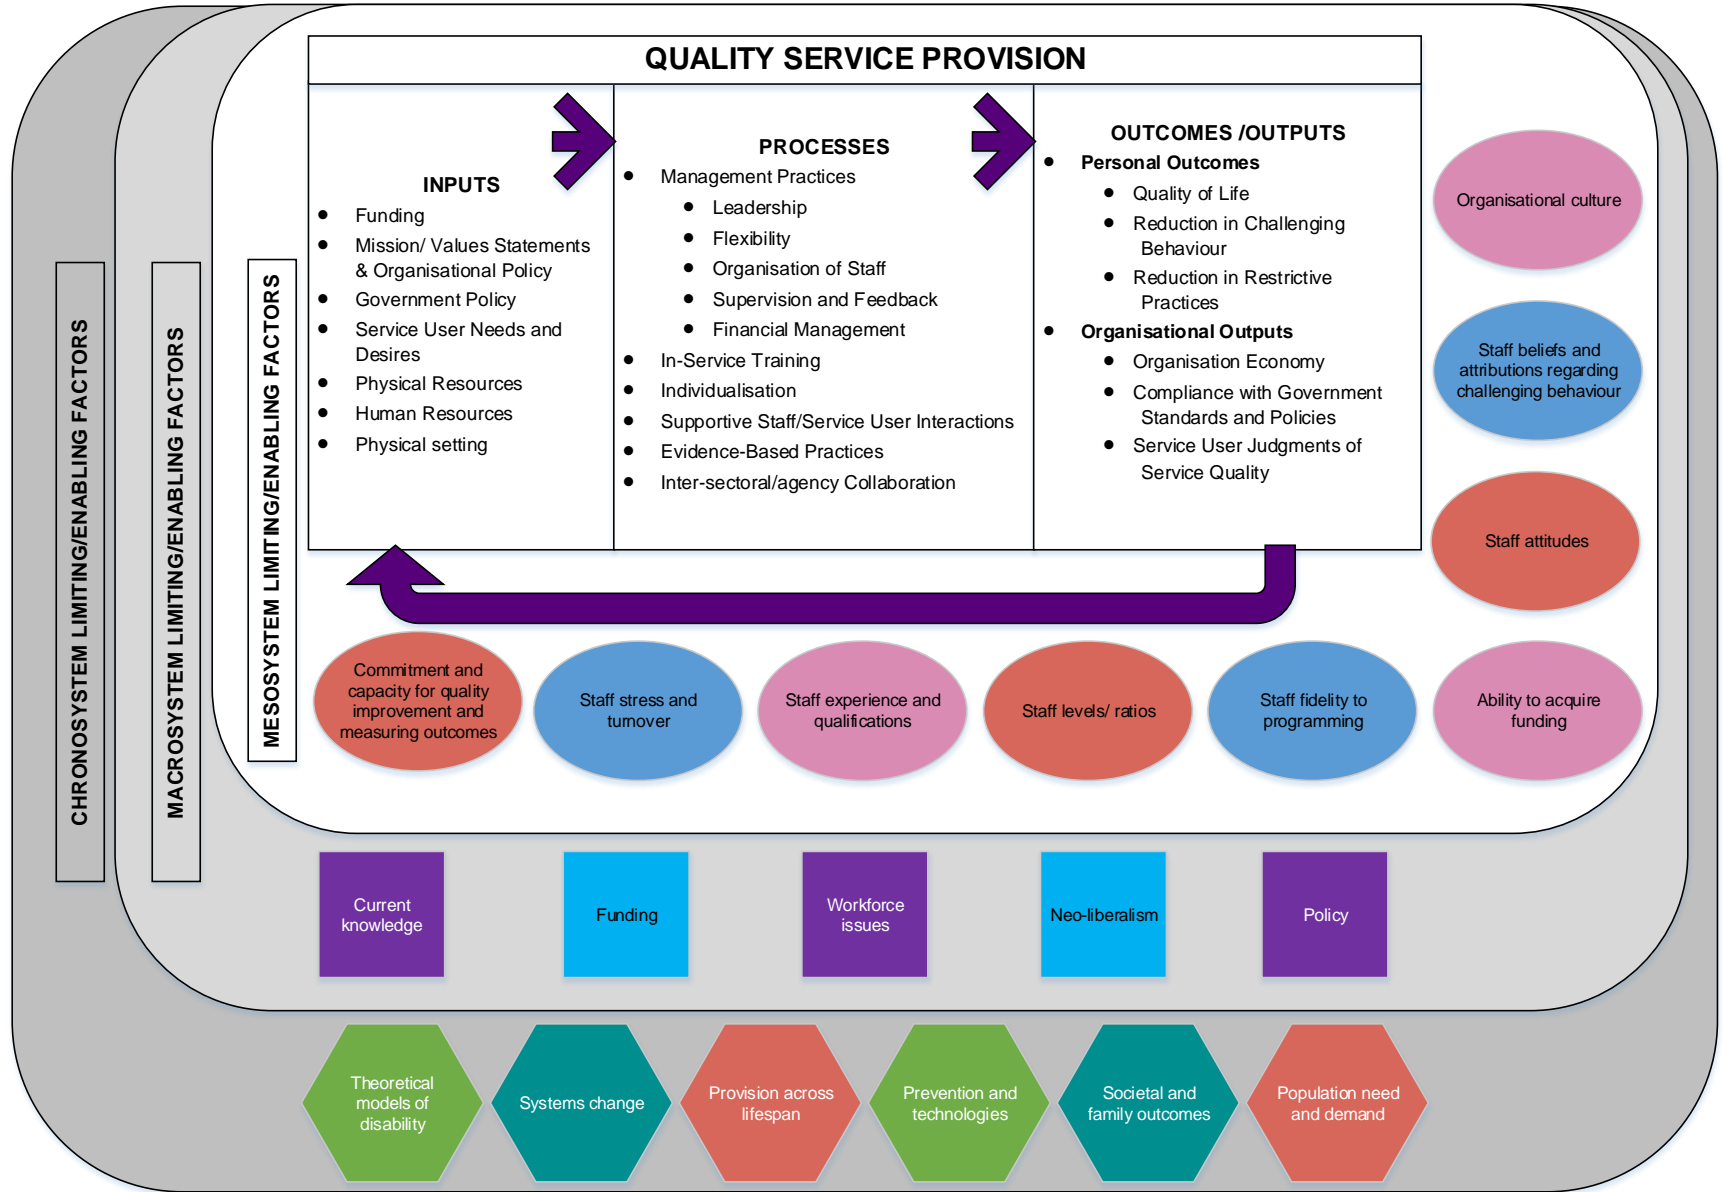 QUALITY SERVICE PROVISION
INPUTS
● Funding
● Mission/ Values Statements
& Organisational Policy
● Government Policy
● Service User Needs and
Desires
● Physical Resources
● Human Resources
● Physical setting
PROCESSES
● Management Practices
● Leadership
● Flexibility
● Organisation of Staff
● Supervision and Feedback
● Financial Management
● In-Service Training
● Individualisation
● Supportive Staff/Service User Interactions
● Evidence-Based Practices
● Inter-sectoral/agency Collaboration
OUTCOMES /OUTPUTS
● Personal Outcomes
● Quality of Life
● Reduction in Challenging
Behaviour
● Reduction in Restrictive
Practices
● Organisational Outputs
● Organisation Economy
● Compliance with Government
Standards and Policies
● Service User Judgments of
Service Quality
CHRONOSYSTEM LIMITING/ENABLING FACTORS
MACROSYSTEM LIMITING/ENABLING FACTORS
MESOSYSTEM LIMITING/ENABLING FACTORS
Organisational culture
Staff beliefs and
attributions regarding
challenging behaviour
Staff attitudes
Commitment and
capacity for quality
improvement and
measuring outcomes
Staff stress and
turnover
Staff experience and
qualifications
Staff levels/ ratios
Staff fidelity to
programming
Ability to acquire
funding
Current
knowledge
Funding
Workforce
issues
Neo-liberalism
Policy
Theoretical
models of
disability
Systems change
Provision across
lifespan
Prevention and
technologies
Societal and
family outcomes
Population need
and demand